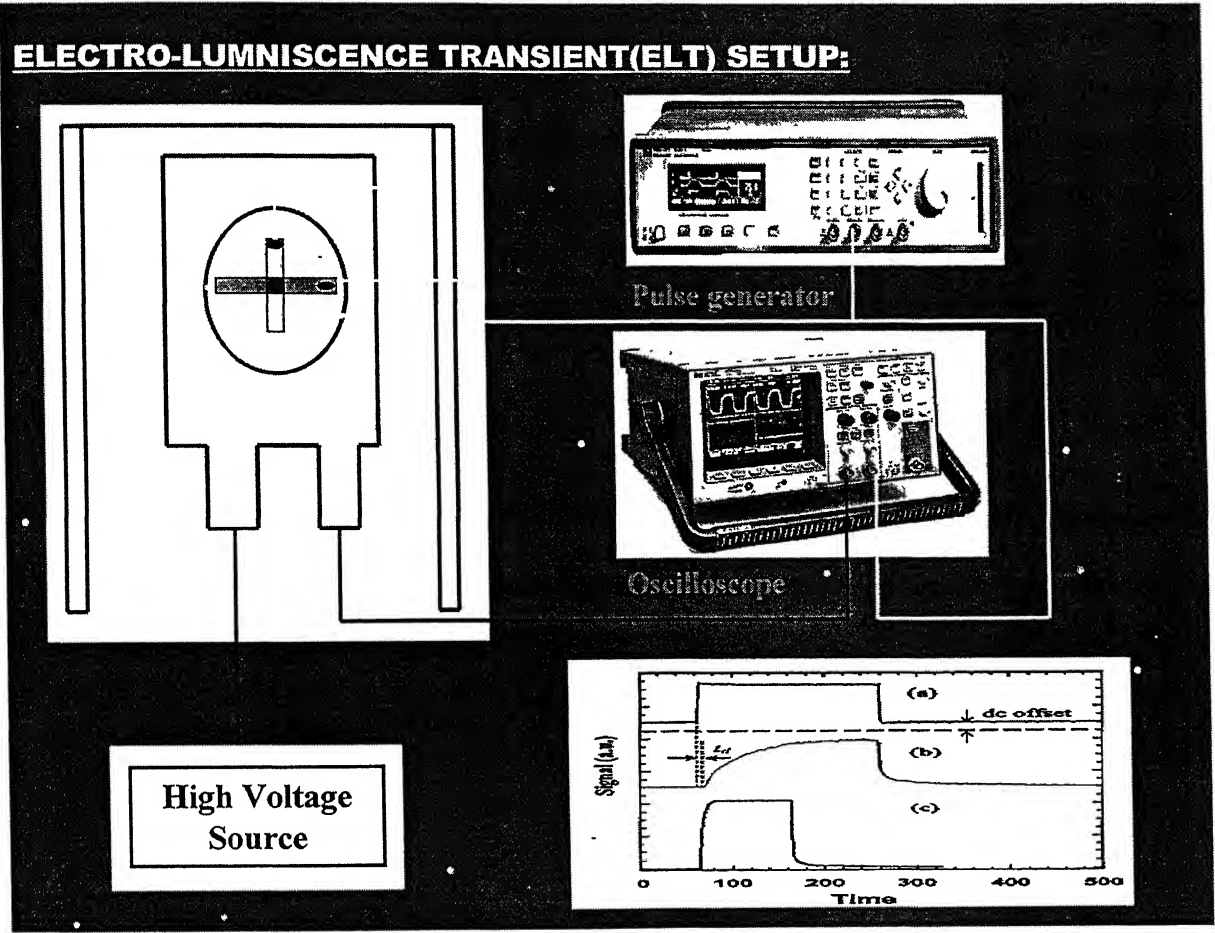 ELECTRO-LUMNISCENCE TRANSIENT(ELT) SETUP:
Pulse generator
Oscilloscope
High Voltage
Source
(a)
dc offset
(b)
(c)
Signal (a.u.)
0 100 200 300 400 500
Time